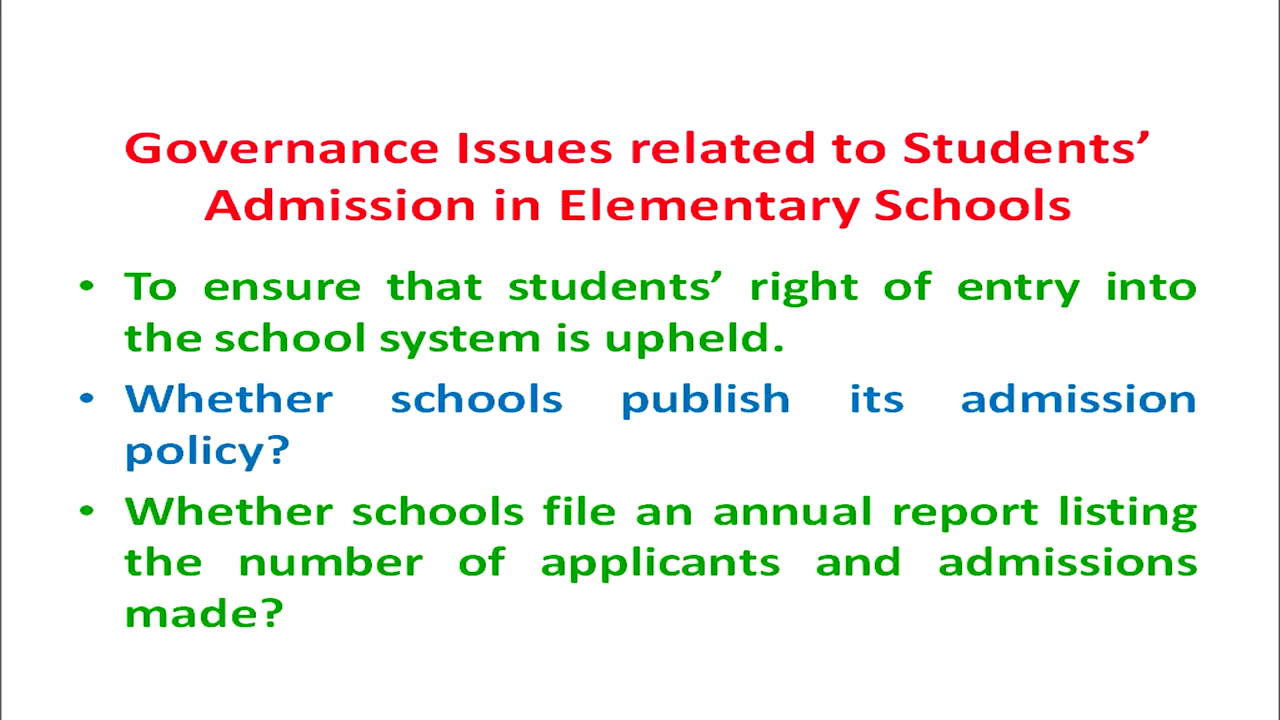 Governance Issues related to Students’
Admission in Elementary Schools
• To ensure that students’ right of entry into
the school system is upheld.
• Whether schools publish its admission
policy?
• Whether schools file an annual report listing
the number of applicants and admissions
made?